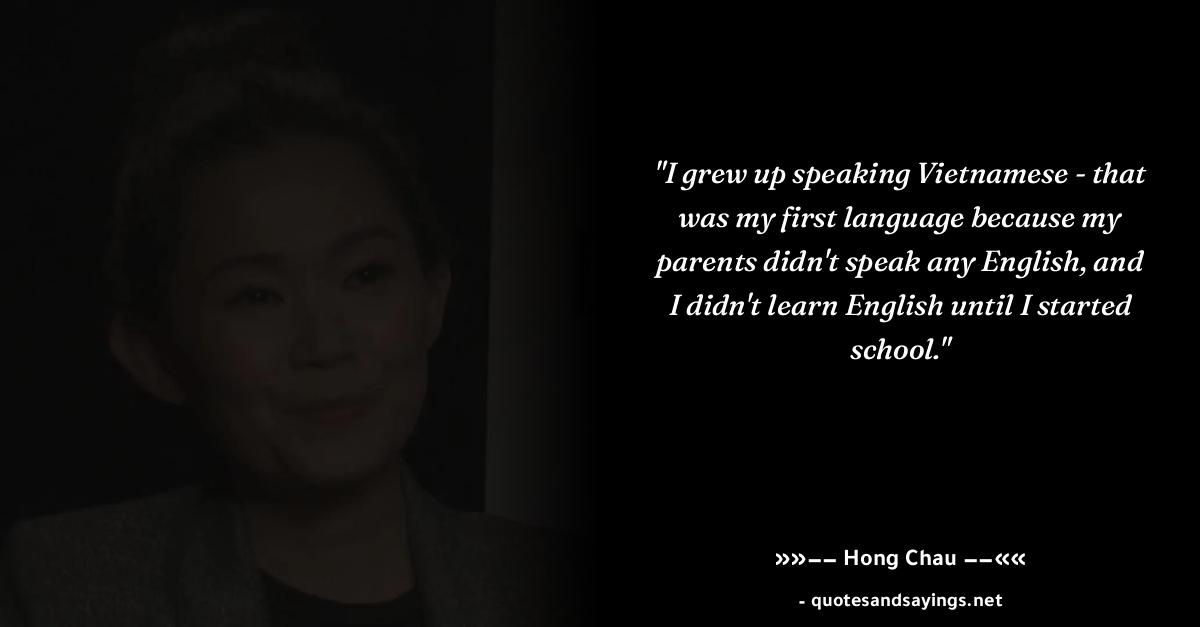 "I grew up speaking Vietnamese - that
was my first language because my
parents didn't speak any English, and
I didn't learn English until I started
school."
»»–– Hong Chau ––««
- quotesandsayings.net